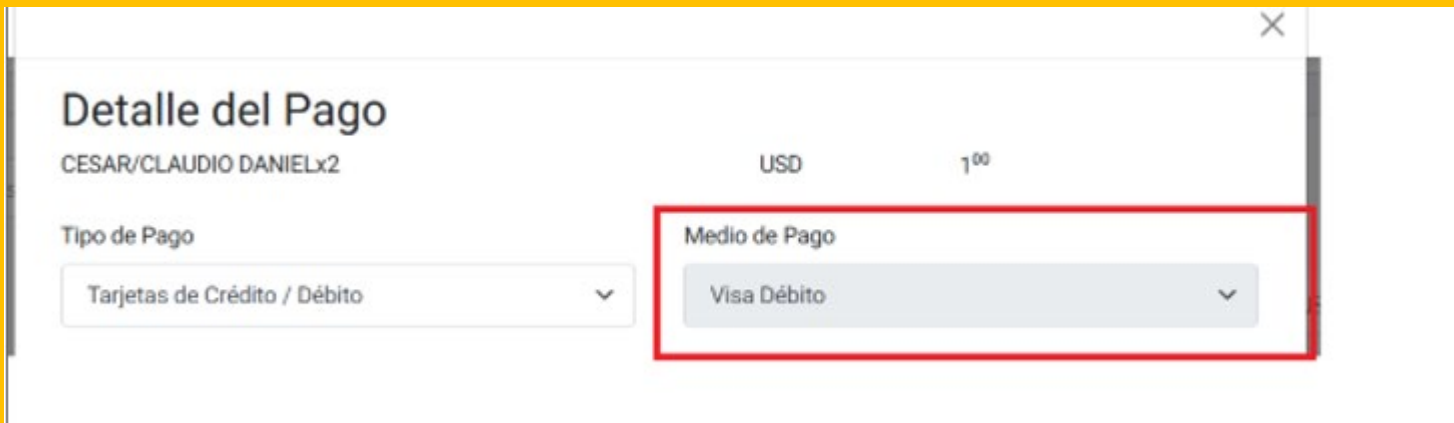 Detalle del Pago
CESAR/CLAUDIO DANIELx2 USD 1⁰⁰
Tipo de Pago Medio de Pago
Tarjetas de Crédito / Débito Visa Débito